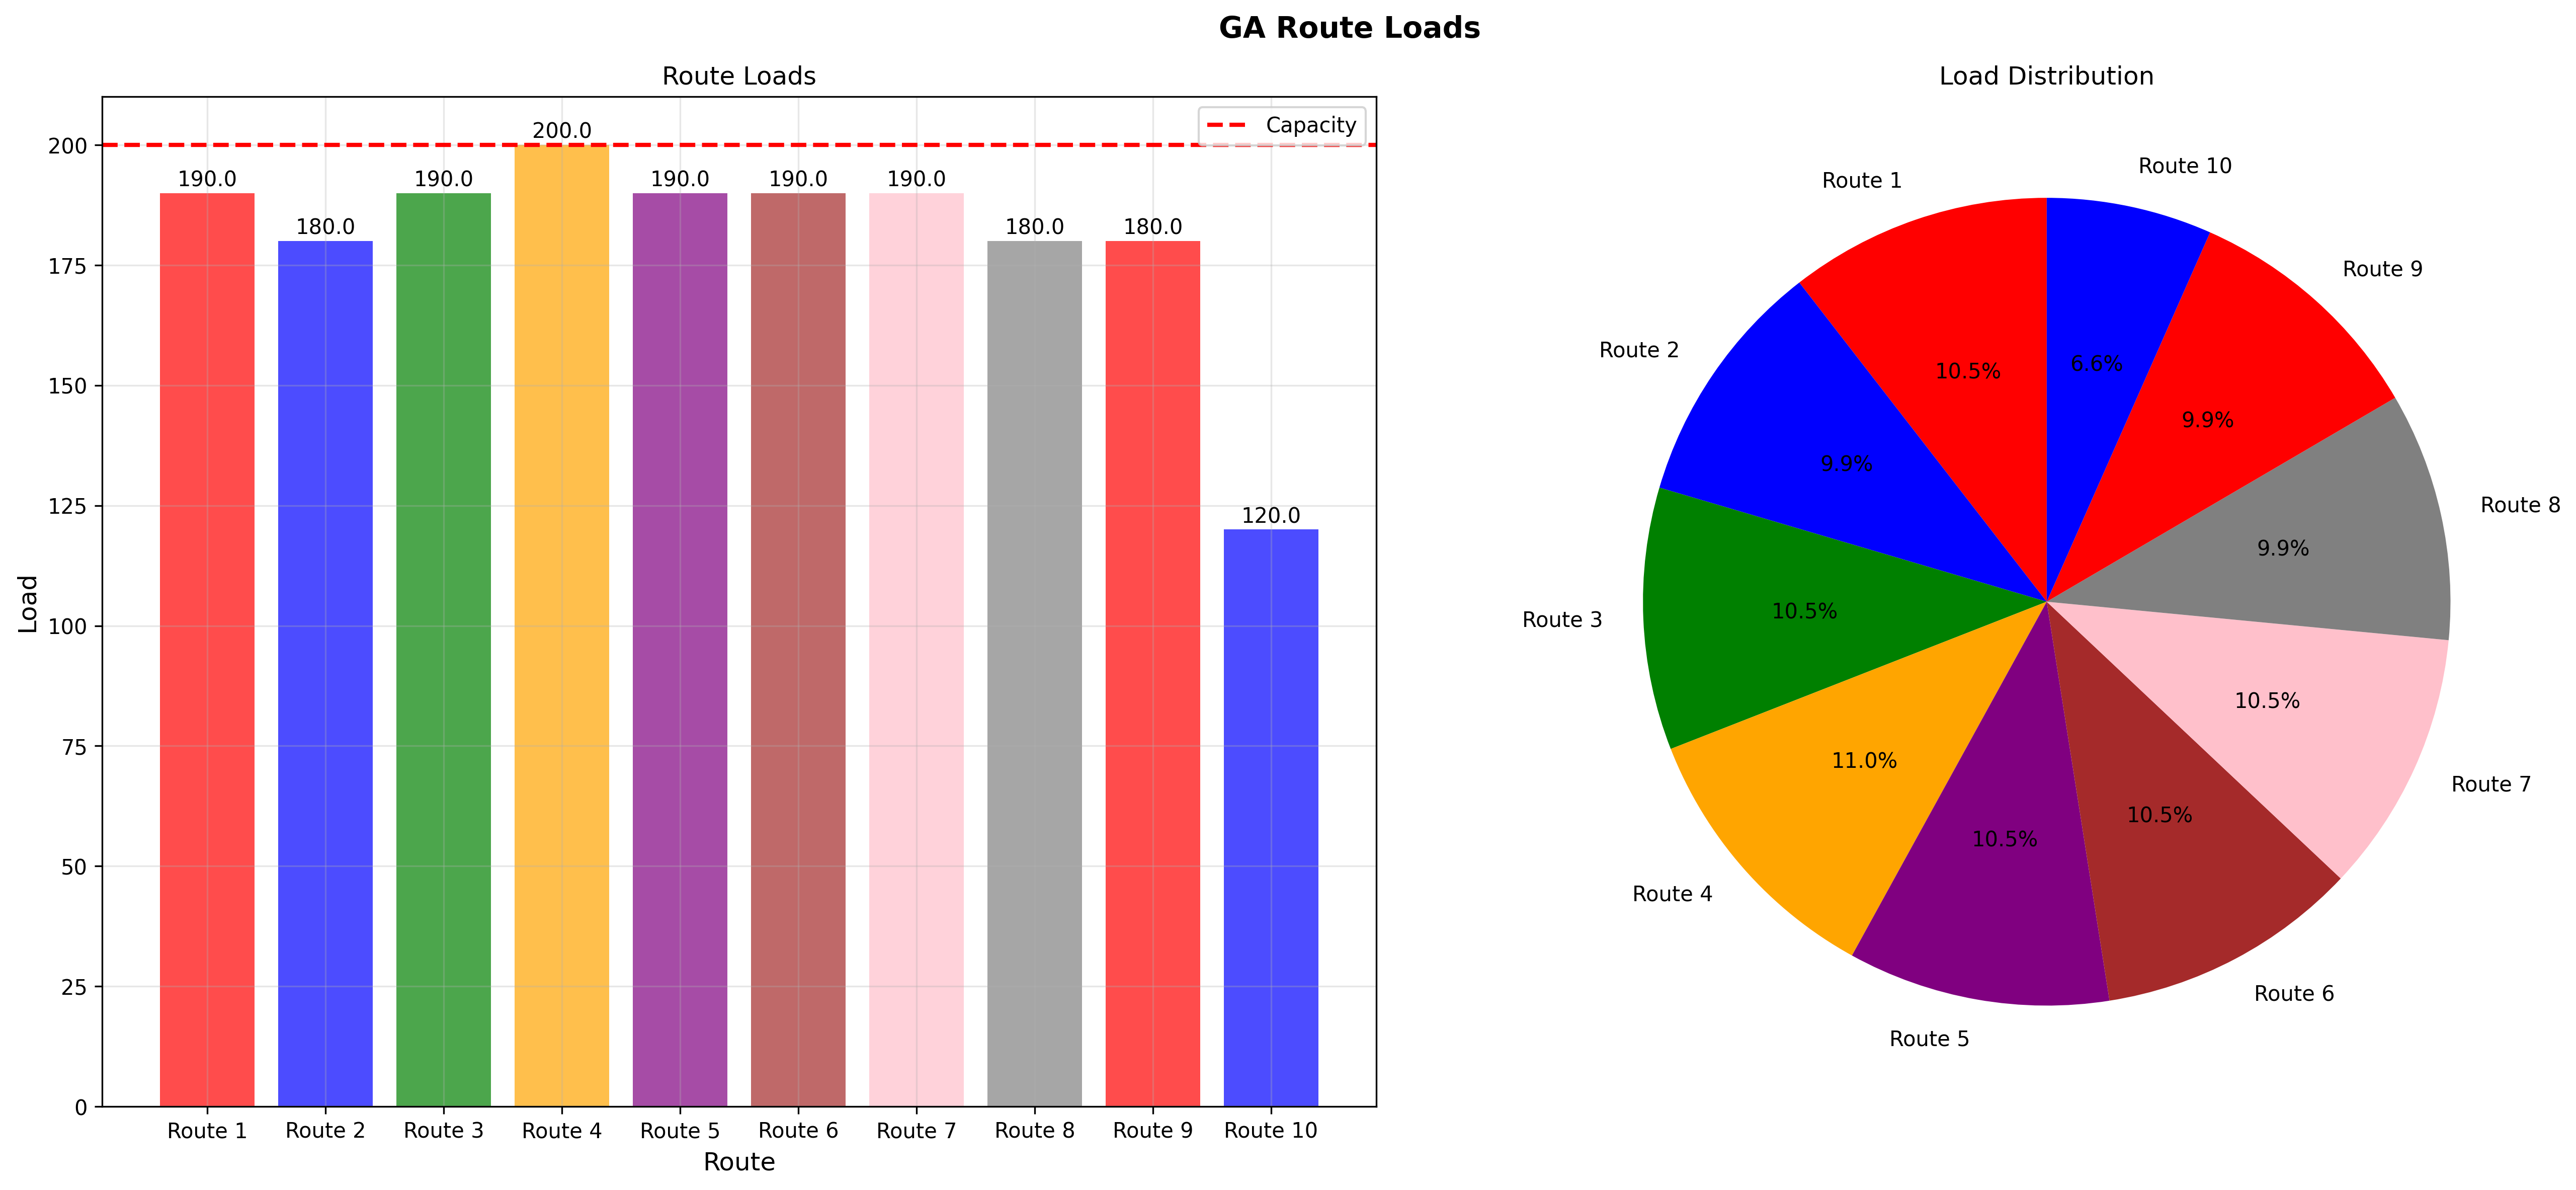 GA Route Loads
Route Loads
Capacity
200
175
150
125
100
75
50
25
0
Load
190.0
180.0
190.0
200.0
190.0
190.0
190.0
180.0
180.0
120.0
Route 1
Route 2
Route 3
Route 4
Route 5
Route 6
Route 7
Route 8
Route 9
Route 10
Route
Load Distribution
Route 1
10.5%
Route 2
9.9%
Route 3
10.5%
Route 4
11.0%
Route 5
10.5%
Route 6
10.5%
Route 7
10.5%
Route 8
9.9%
Route 9
9.9%
Route 10
6.6%